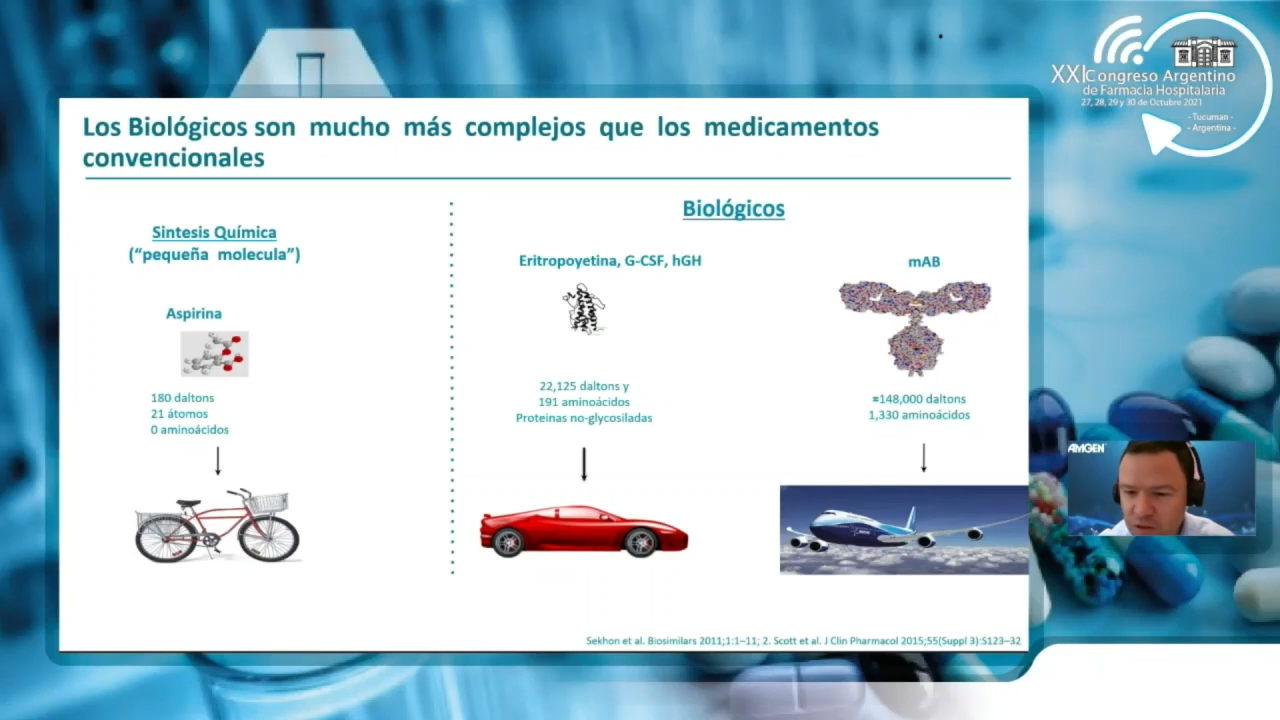 Los Biológicos son mucho más complejos que los medicamentos
convencionales
Sintesis Química
(“pequeña molecula”)
Aspirina
180 daltons
21 átomos
0 aminoácidos
Biológicos
Eritropoyetina, G-CSF, hGH
22,125 daltons y
191 aminoácidos
Proteinas no-glycosiladas
mAB
≈148,000 daltons
1,330 aminoácidos
Sekhon et al. Biosimilars 2011;1:1–11; 2. Scott et al. J Clin Pharmacol 2015;55(Suppl 3):S123–32
XXI Congreso Argentino
de Farmacia Hospitalaria
27, 28, 29 y 30 de Octubre 2021
- Tucuman -
- Argentina -
AMGEN